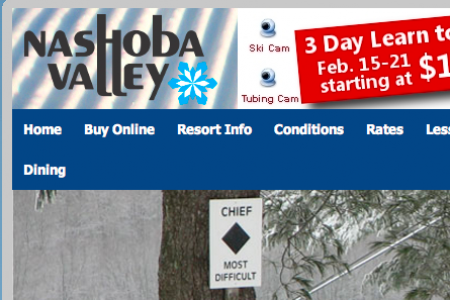 NASHOBA
VALLEY
Ski Cam
Tubing Cam
3 Day Learn to
Feb. 15-21
starting at $1
Home Buy Online Resort Info Conditions Rates Less
Dining
CHIEF
MOST
DIFFICULT